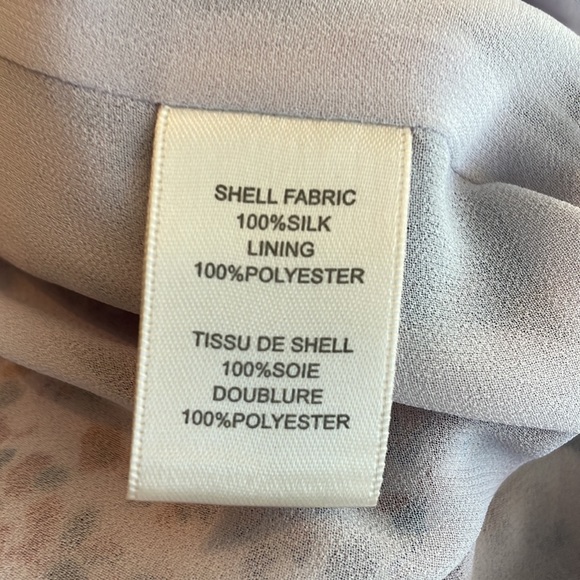 SHELL FABRIC
100%SILK
LINING
100%POLYESTER
TISSU DE SHELL
100%SOIE
DOUBLURE
100%POLYESTER